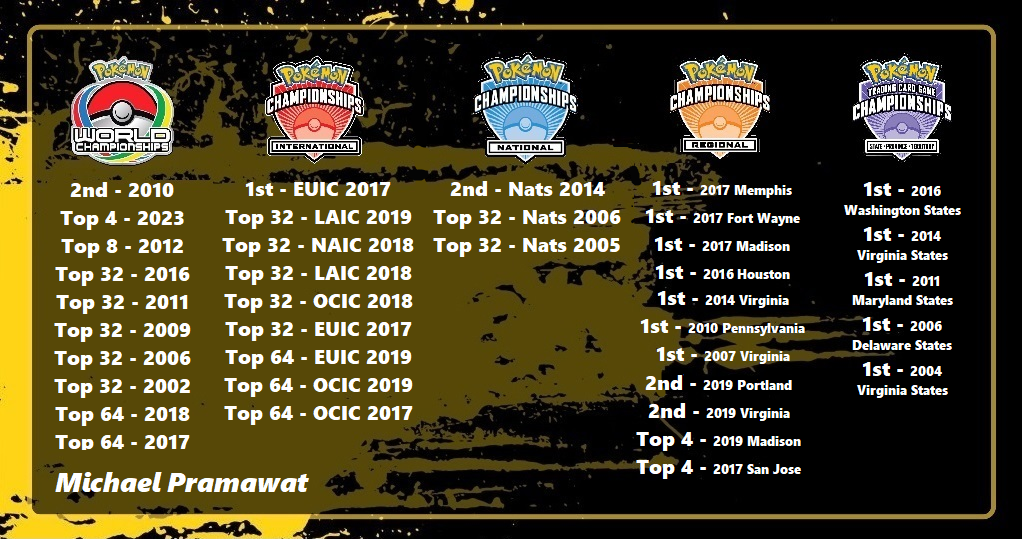 Pokémon
WORLD
CHAMPIONSHIPS
2nd - 2010
Top 4 - 2023
Top 8 - 2012
Top 32 - 2016
Top 32 - 2011
Top 32 - 2009
Top 32 - 2006
Top 32 - 2002
Top 64 - 2018
Top 64 - 2017
Pokémon
CHAMPIONSHIPS
INTERNATIONAL
1st - EUIC 2017
Top 32 - LAIC 2019
Top 32 - NAIC 2018
Top 32 - LAIC 2018
Top 32 - OCIC 2018
Top 32 - EUIC 2017
Top 64 - EUIC 2019
Top 64 - OCIC 2019
Top 64 - OCIC 2017
Pokémon
CHAMPIONSHIPS
NATIONAL
2nd - Nats 2014
Top 32 - Nats 2006
Top 32 - Nats 2005
Pokémon
CHAMPIONSHIPS
REGIONAL
1st - 2017 Memphis
1st - 2017 Fort Wayne
1st - 2017 Madison
1st - 2016 Houston
1st - 2014 Virginia
1st - 2010 Pennsylvania
1st - 2007 Virginia
2nd - 2019 Portland
2nd - 2019 Virginia
Top 4 - 2019 Madison
Top 4 - 2017 San Jose
Pokémon
TRADING CARD GAME
CHAMPIONSHIPS
STATE · PROVINCE · TERRITORY
1st - 2016
Washington States
1st - 2014
Virginia States
1st - 2011
Maryland States
1st - 2006
Delaware States
1st - 2004
Virginia States
Michael Pramawat